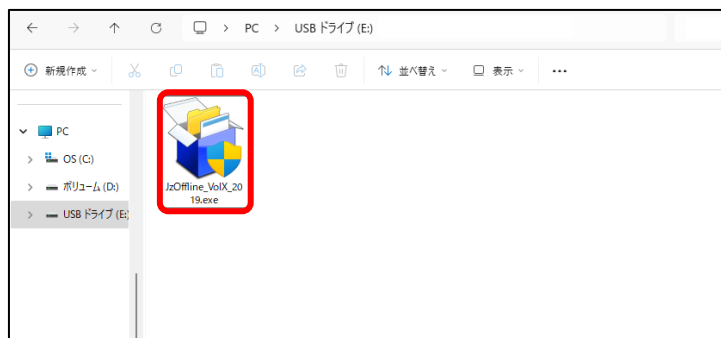 PC > USB ドライブ (E:)
新規作成 並べ替え 表示 ...
PC
OS (C:)
ボリューム (D:)
USB ドライブ (E:)
JzOffline_VolX_20
19.exe